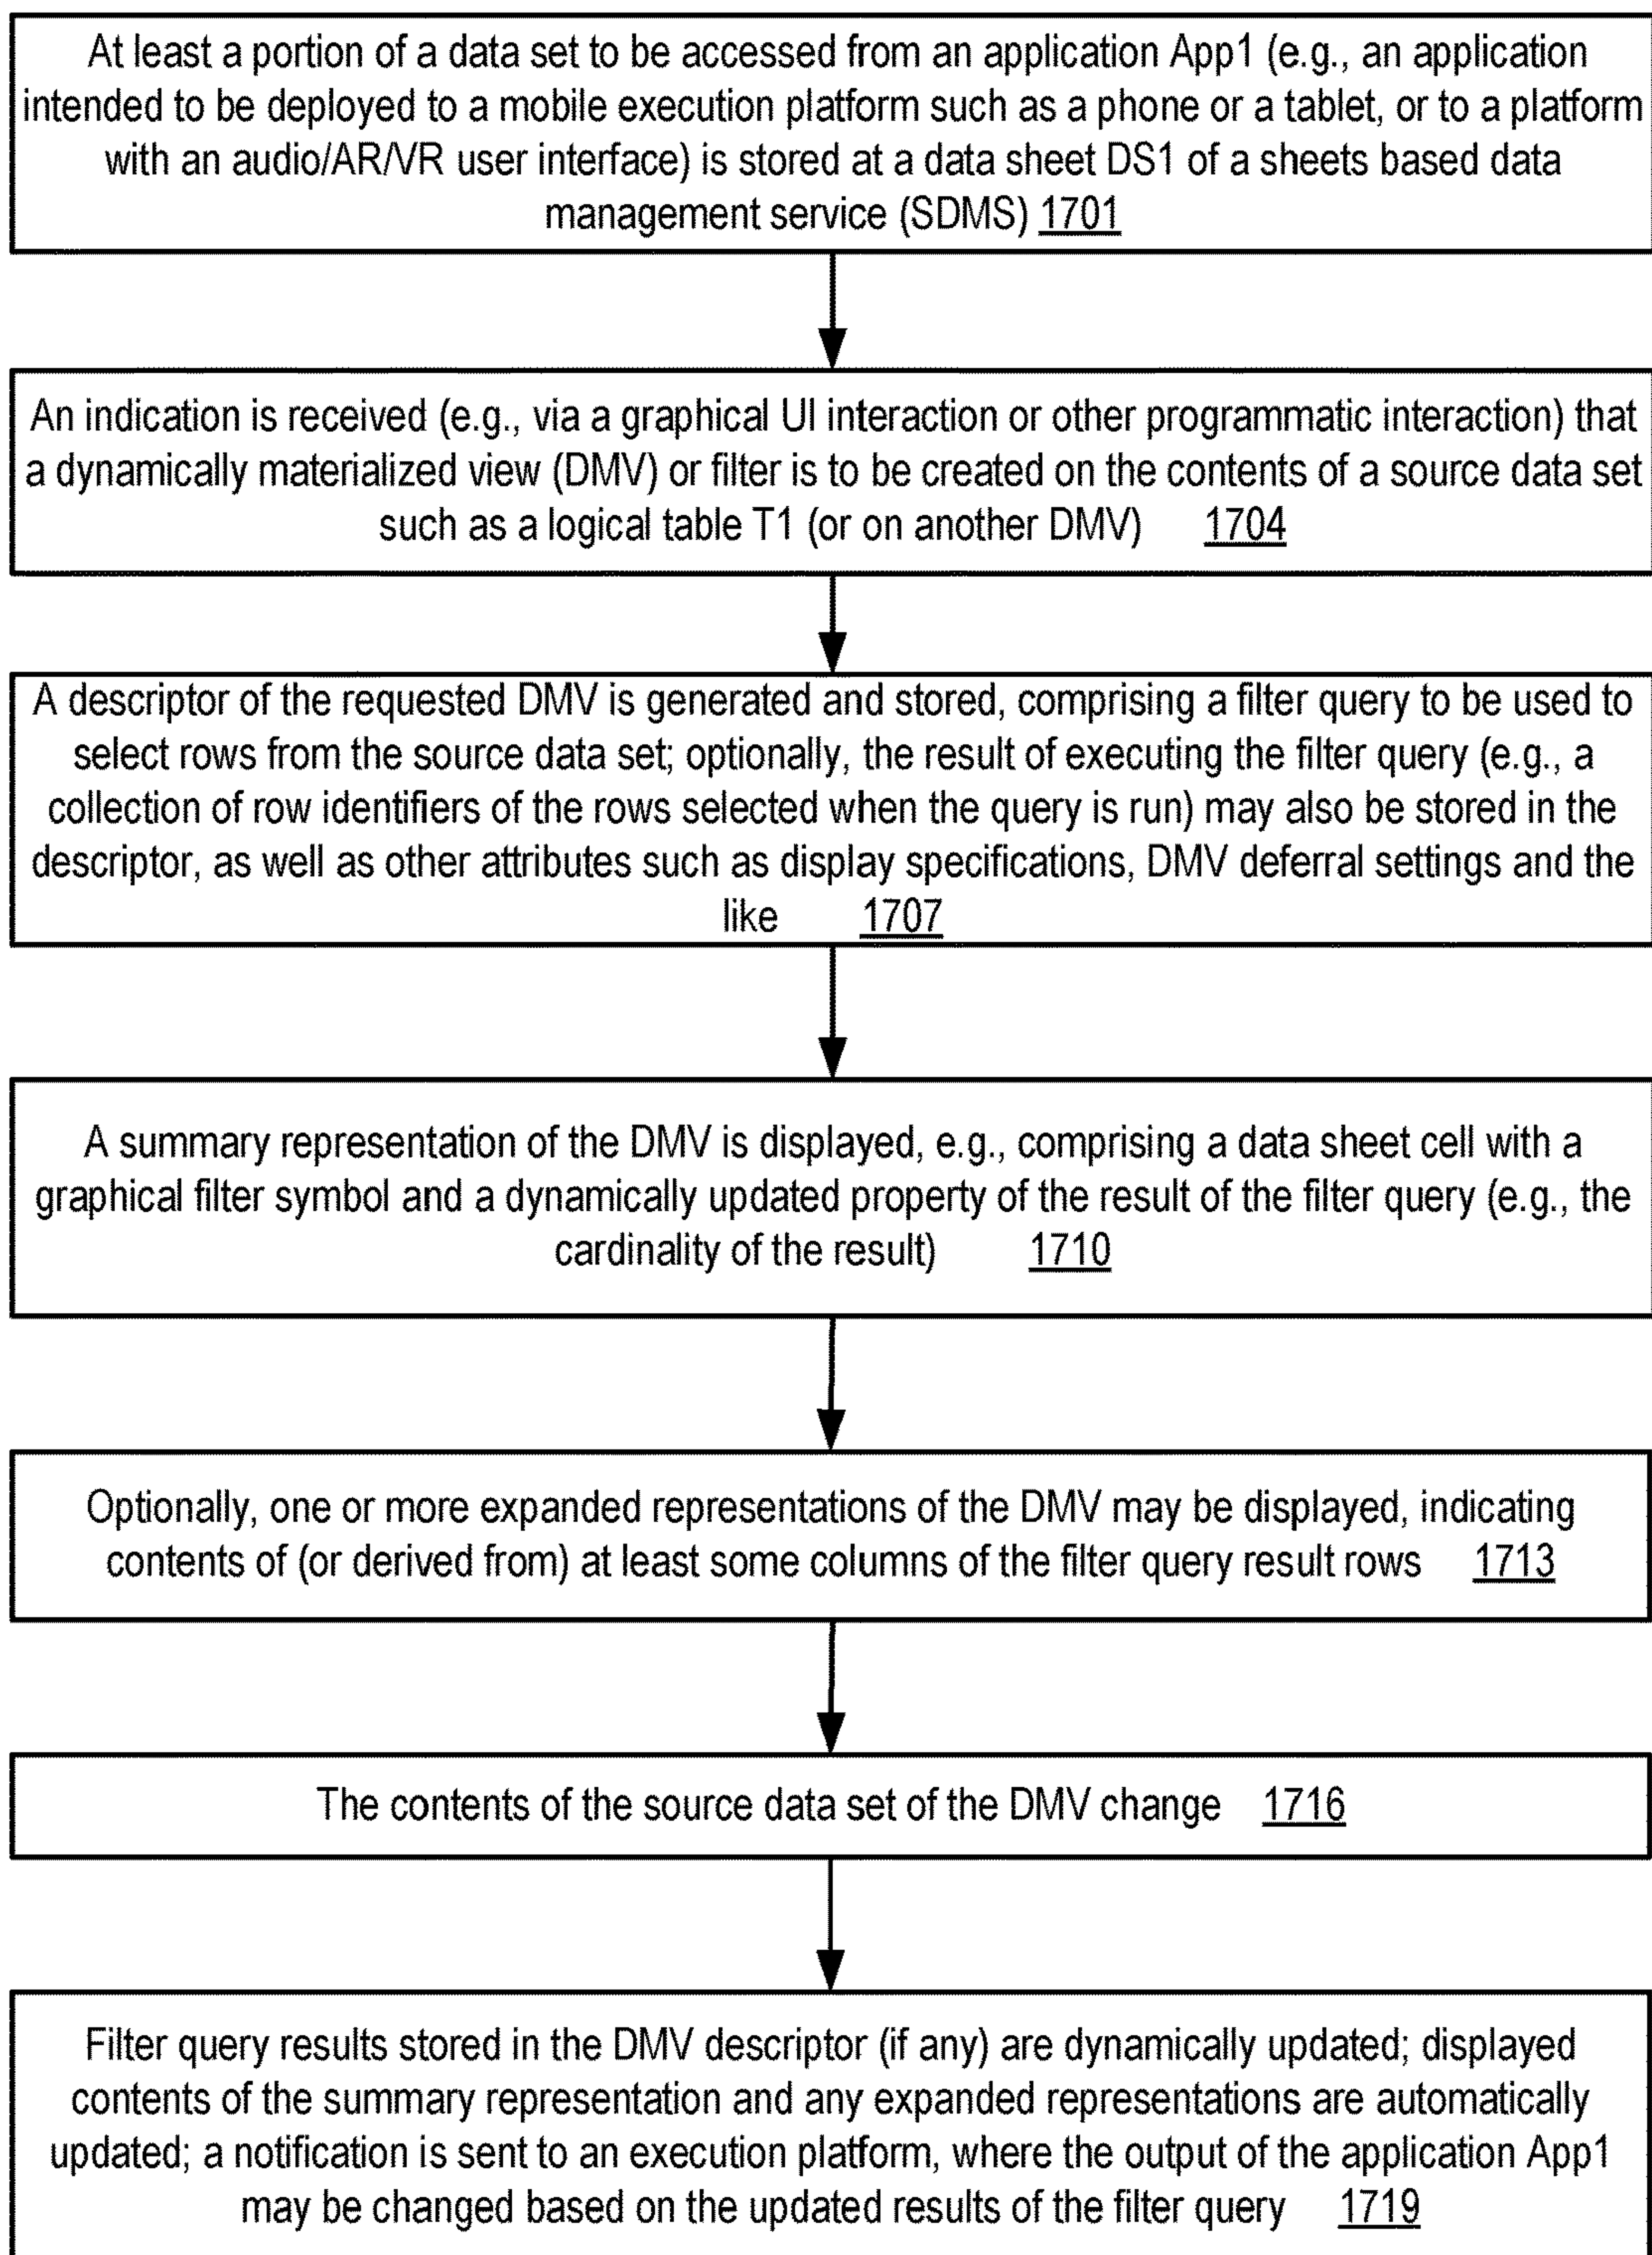 At least a portion of a data set to be accessed from an application App1 (e.g., an application
intended to be deployed to a mobile execution platform such as a phone or a tablet, or to a platform
with an audio/AR/VR user interface) is stored at a data sheet DS1 of a sheets based data
management service (SDMS) 1701
An indication is received (e.g., via a graphical UI interaction or other programmatic interaction) that
a dynamically materialized view (DMV) or filter is to be created on the contents of a source data set
such as a logical table T1 (or on another DMV) 1704
A descriptor of the requested DMV is generated and stored, comprising a filter query to be used to
select rows from the source data set; optionally, the result of executing the filter query (e.g., a
collection of row identifiers of the rows selected when the query is run) may also be stored in the
descriptor, as well as other attributes such as display specifications, DMV deferral settings and the
like 1707
A summary representation of the DMV is displayed, e.g., comprising a data sheet cell with a
graphical filter symbol and a dynamically updated property of the result of the filter query (e.g., the
cardinality of the result) 1710
Optionally, one or more expanded representations of the DMV may be displayed, indicating
contents of (or derived from) at least some columns of the filter query result rows 1713
The contents of the source data set of the DMV change 1716
Filter query results stored in the DMV descriptor (if any) are dynamically updated; displayed
contents of the summary representation and any expanded representations are automatically
updated; a notification is sent to an execution platform, where the output of the application App1
may be changed based on the updated results of the filter query 1719